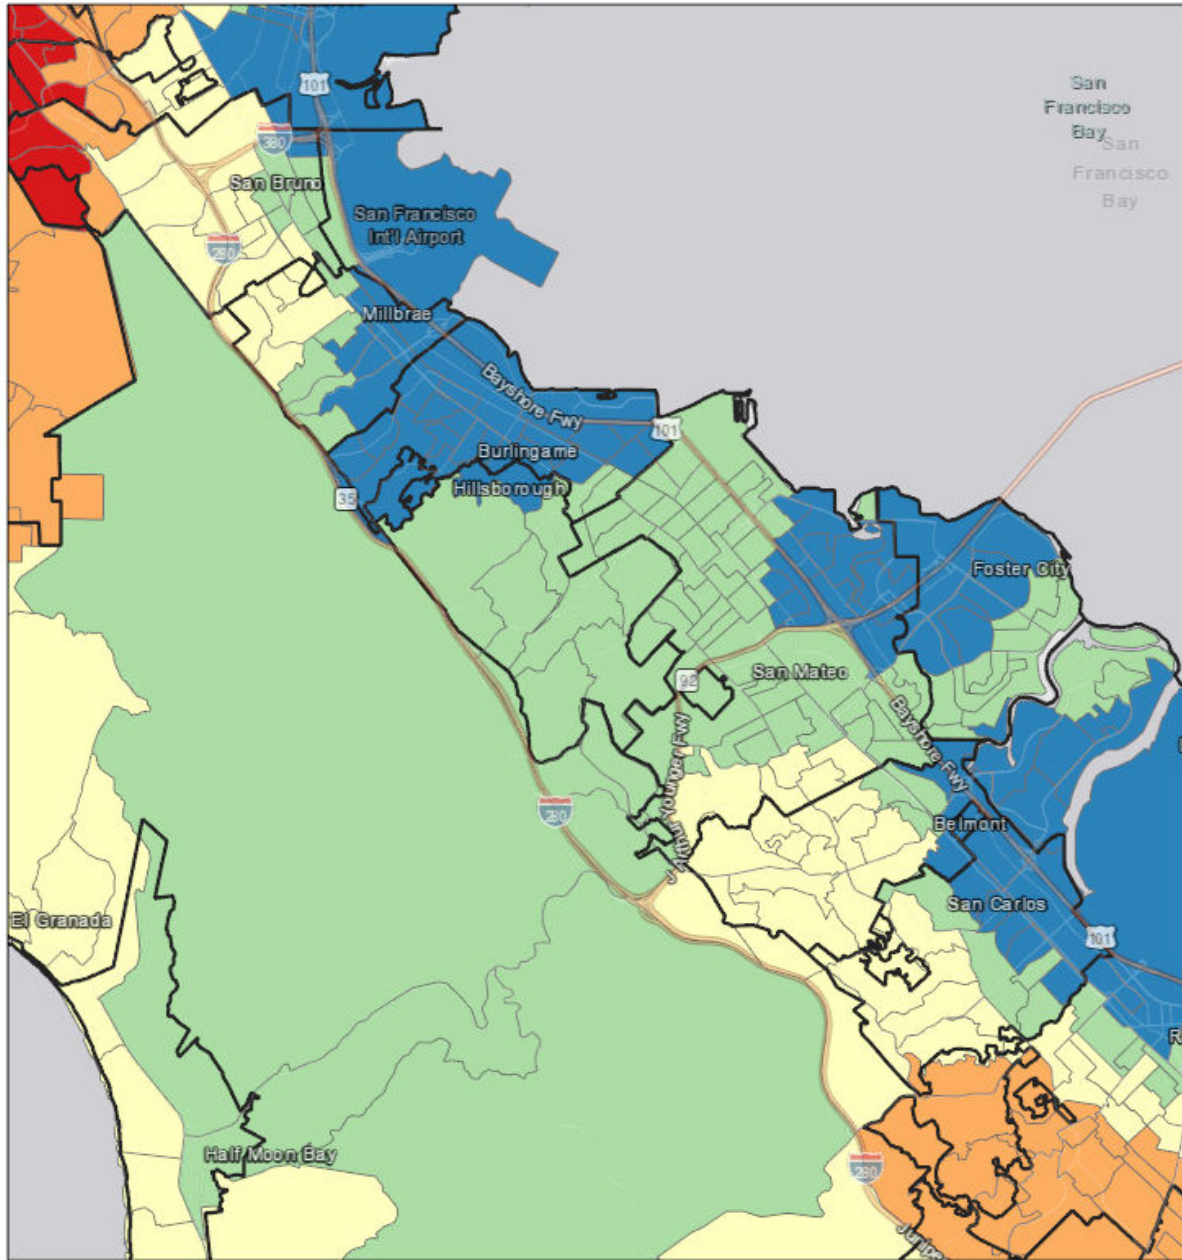 101
San
Francisco
Bay
San
Francisco
Bay
380
San Bruno
San Francisco
Int'l Airport
280
Millbrae
Bayshore Fwy
101
Burlingame
Hillsborough
35
Foster City
92
San Mateo
J Arthur Younger Fwy
Bayshore Fwy
280
Belmont
San Carlos
El Granada
101
R
Half Moon Bay
280
Junipe